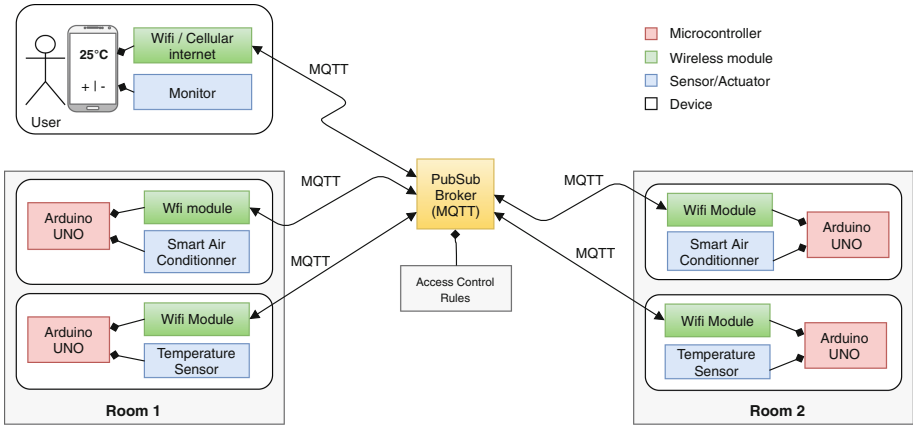 25°C
+ | -
User
Wifi / Cellular
internet
Monitor
MQTT
Microcontroller
Wireless module
Sensor/Actuator
Device
MQTT
Arduino
UNO
Wfi module
Smart Air
Conditionner
MQTT
Arduino
UNO
Wifi Module
Temperature
Sensor
Room 1
PubSub
Broker
(MQTT)
Access Control
Rules
MQTT
Wifi Module
Smart Air
Conditionner
Arduino
UNO
MQTT
Wifi Module
Temperature
Sensor
Arduino
UNO
Room 2